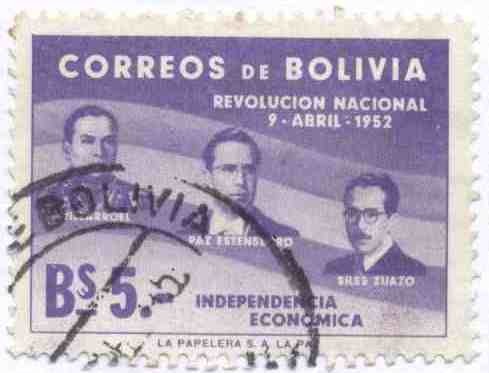 CORREOS DE BOLIVIA
REVOLUCION NACIONAL
9 - ABRIL - 1952
VILLARROEL
PAZ ESTENSSORO
SILES ZUAZO
BOLIVIA
Bs 5.
INDEPENDENCIA
ECONOMICA
LA PAPELERA S. A. LA PAZ